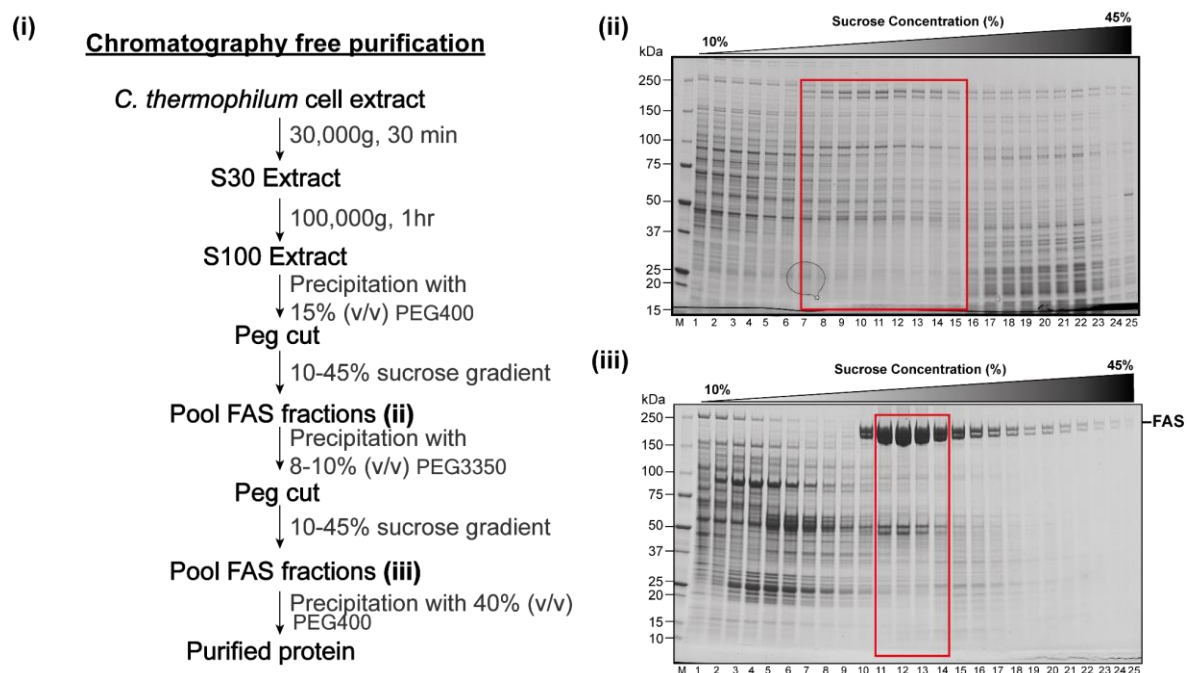 (i)
Chromatography free purification
C. thermophilum cell extract
30,000g, 30 min
S30 Extract
100,000g, 1hr
S100 Extract
Precipitation with
15% (v/v) PEG400
Peg cut
10-45% sucrose gradient
Pool FAS fractions (ii)
Precipitation with
8-10% (v/v) PEG3350
Peg cut
10-45% sucrose gradient
Pool FAS fractions (iii)
Precipitation with 40% (v/v)
PEG400
Purified protein
(ii)
Sucrose Concentration (%)
10%
45%
kDa
250
150
100
75
50
37
25
20
15
M 1 2 3 4 5 6 7 8 9 10 11 12 13 14 15 16 17 18 19 20 21 22 23 24 25
(iii)
Sucrose Concentration (%)
10%
45%
kDa
250
FAS
150
100
75
50
37
25
20
15
10
M 1 2 3 4 5 6 7 8 9 10 11 12 13 14 15 16 17 18 19 20 21 22 23 24 25